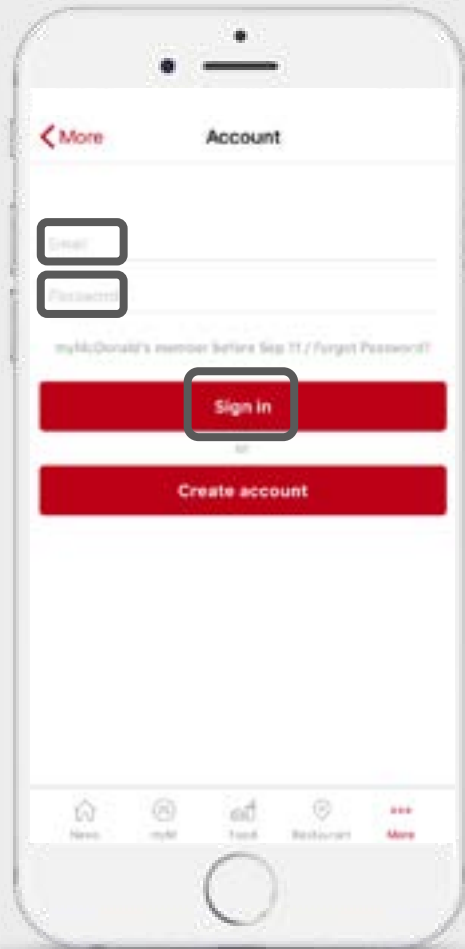 More Account
Email
Password
myMcDonald's member before Sep 11 / Forgot Password?
Sign in
or
Create account
News myM Food Restaurant More